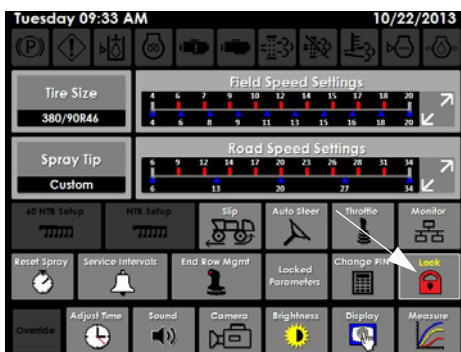 Tuesday 09:33 AM 10/22/2013
Tire Size
380/90R46
Field Speed Settings
4 6 7 9 10 12 14 15 17 18 20
4 6 8 9 11 13 15 16 18 20
Spray Tip
Custom
Road Speed Settings
6 9 12 14 17 20 23 26 28 31 34
6 13 20 27 34
40 NTB Setup NTB Setup Slip Auto Steer Throttle Monitor
Reset Spray Service Intervals End Row Mgmt Locked Parameters Change PIN Lock
Override Adjust Time Sound Camera Brightness Display Measure